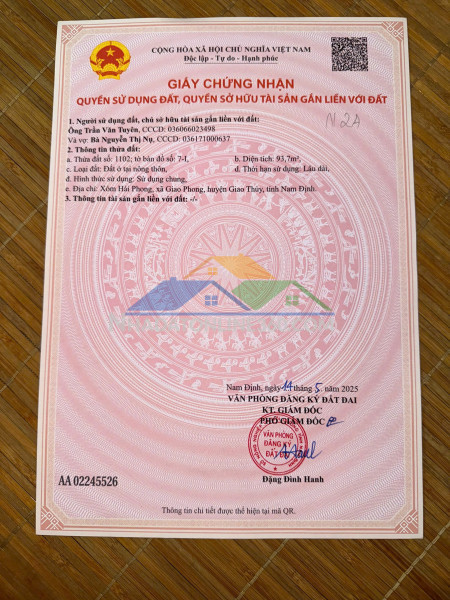 CỘNG HÒA XÃ HỘI CHỦ NGHĨA VIỆT NAM
Độc lập - Tự do - Hạnh phúc
GIẤY CHỨNG NHẬN
QUYỀN SỬ DỤNG ĐẤT, QUYỀN SỞ HỮU TÀI SẢN GẮN LIỀN VỚI ĐẤT
N 2A
1. Người sử dụng đất, chủ sở hữu tài sản gắn liền với đất:
Ông Trần Văn Tuyên, CCCD: 036066023498
Và vợ: Bà Nguyễn Thị Nụ, CCCD: 036171000637
2. Thông tin thửa đất:
a. Thửa đất số: 1102; tờ bản đồ số: 7-I, b. Diện tích: 93,7m²,
c. Loại đất: Đất ở tại nông thôn, d. Thời hạn sử dụng: Lâu dài,
đ. Hình thức sử dụng: Sử dụng chung,
e. Địa chỉ: Xóm Hải Phong, xã Giao Phong, huyện Giao Thủy, tỉnh Nam Định.
3. Thông tin tài sản gắn liền với đất: -/-
Nam Định, ngày 14 tháng 5. năm 2025
VĂN PHÒNG ĐĂNG KÝ ĐẤT ĐAI
KT. GIÁM ĐỐC
PHÓ GIÁM ĐỐC
VĂN PHÒNG
ĐĂNG KÝ
ĐẤT ĐAI
Đặng Đình Hanh
AA 02245526
Thông tin chi tiết được thể hiện tại mã QR.